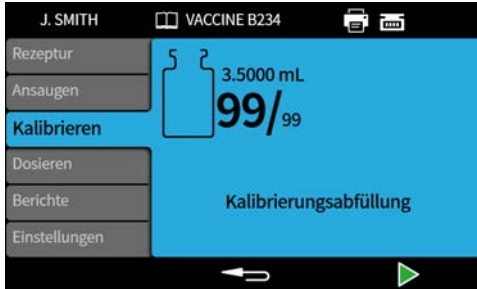 J. SMITH VACCINE B234
Rezeptur
Ansaugen
Kalibrieren
Dosieren
Berichte
Einstellungen
3.5000 mL
99/99
Kalibrierungsabfüllung